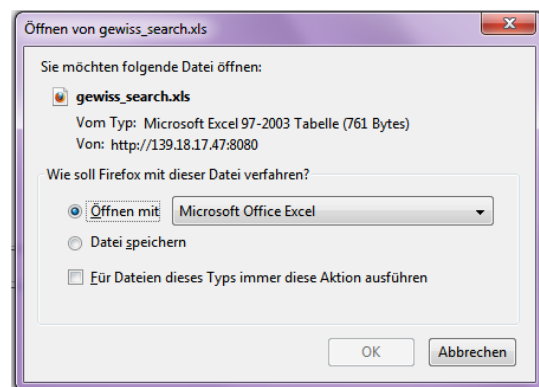 Öffnen von gewiss_search.xls
Sie möchten folgende Datei öffnen:
gewiss_search.xls
Vom Typ: Microsoft Excel 97-2003 Tabelle (761 Bytes)
Von: http://139.18.17.47:8080
Wie soll Firefox mit dieser Datei verfahren?
Öffnen mit Microsoft Office Excel
Datei speichern
Für Dateien dieses Typs immer diese Aktion ausführen
OK Abbrechen